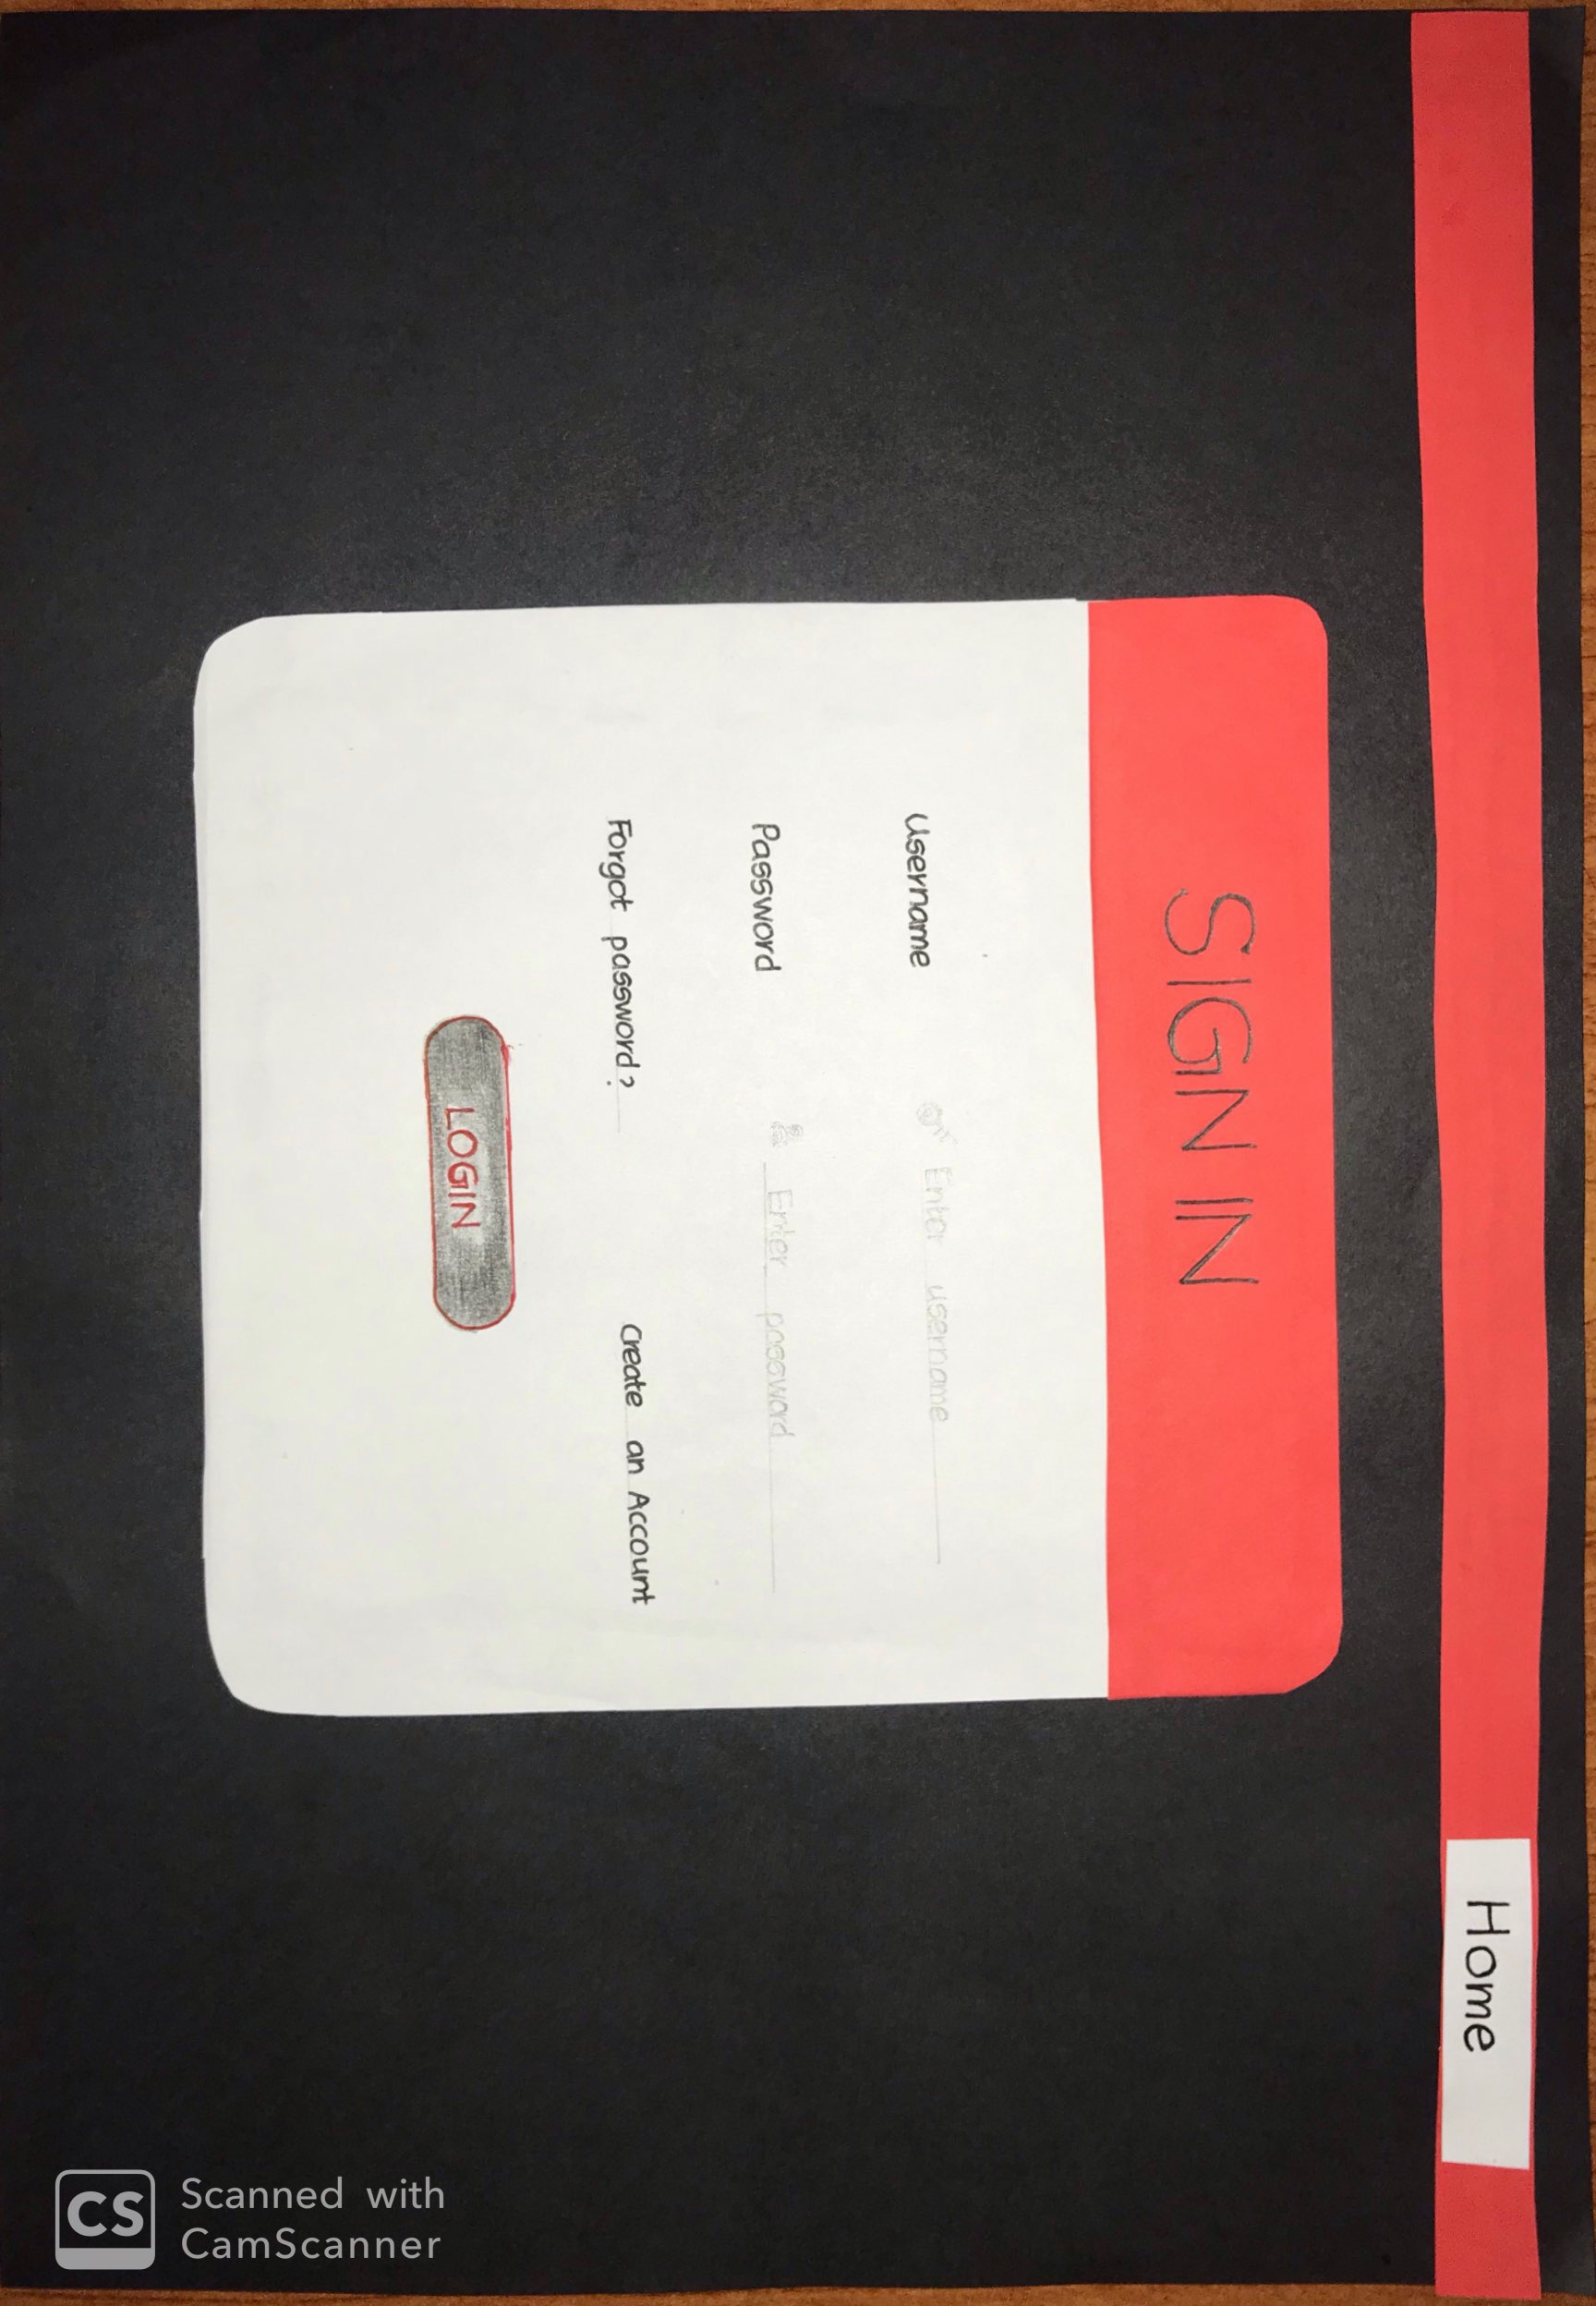 Home
SIGN IN
Username Enter username
Password Enter password
Forgot password? Create an Account
LOGIN
CS Scanned with
CamScanner